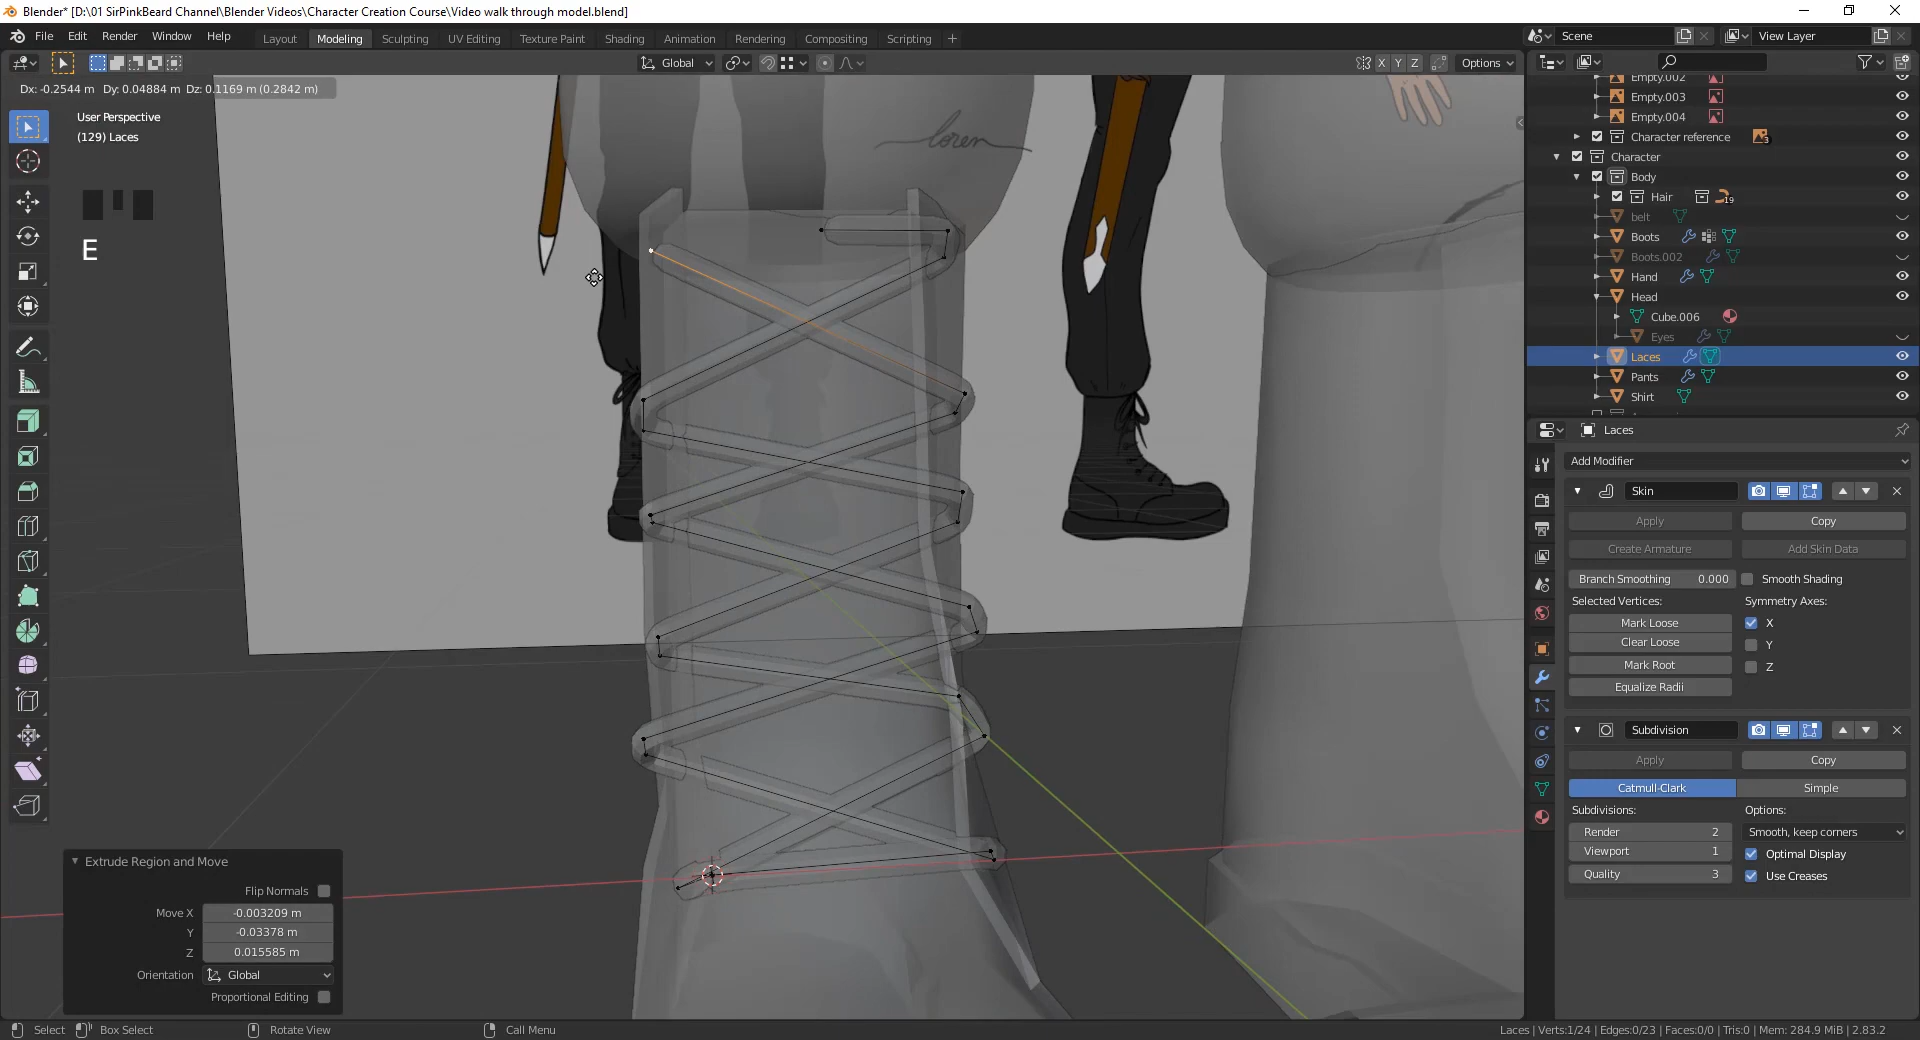 Blender* [D:\01 SirPinkBeard Channel\Blender Videos\Character Creation Course\Video walk through model.blend]
File Edit Render Window Help Layout Modeling Sculpting UV Editing Texture Paint Shading Animation Rendering Compositing Scripting + Scene View Layer
Global X Y Z Options
Dx: -0.2544 m Dy: 0.04884 m Dz: 0.1169 m (0.2842 m)
User Perspective
(129) Laces
E
loren
Empty.002
Empty.003
Empty.004
Character reference 3
Character
Body
Hair 19
belt
Boots
Boots.002
Hand
Head
Cube.006
Eyes
Laces
Pants
Shirt
Laces
Add Modifier
Skin
Apply Copy
Create Armature Add Skin Data
Branch Smoothing 0.000 Smooth Shading
Selected Vertices: Symmetry Axes:
Mark Loose X
Clear Loose Y
Mark Root Z
Equalize Radii
Subdivision
Apply Copy
Catmull-Clark Simple
Subdivisions: Options:
Render 2 Smooth, keep corners
Viewport 1 Optimal Display
Quality 3 Use Creases
Extrude Region and Move
Flip Normals
Move X -0.003209 m
Y -0.03378 m
Z 0.015585 m
Orientation Global
Proportional Editing
Select Box Select Rotate View Call Menu Laces | Verts:1/24 | Edges:0/23 | Faces:0/0 | Tris:0 | Mem: 284.9 MiB | 2.83.2